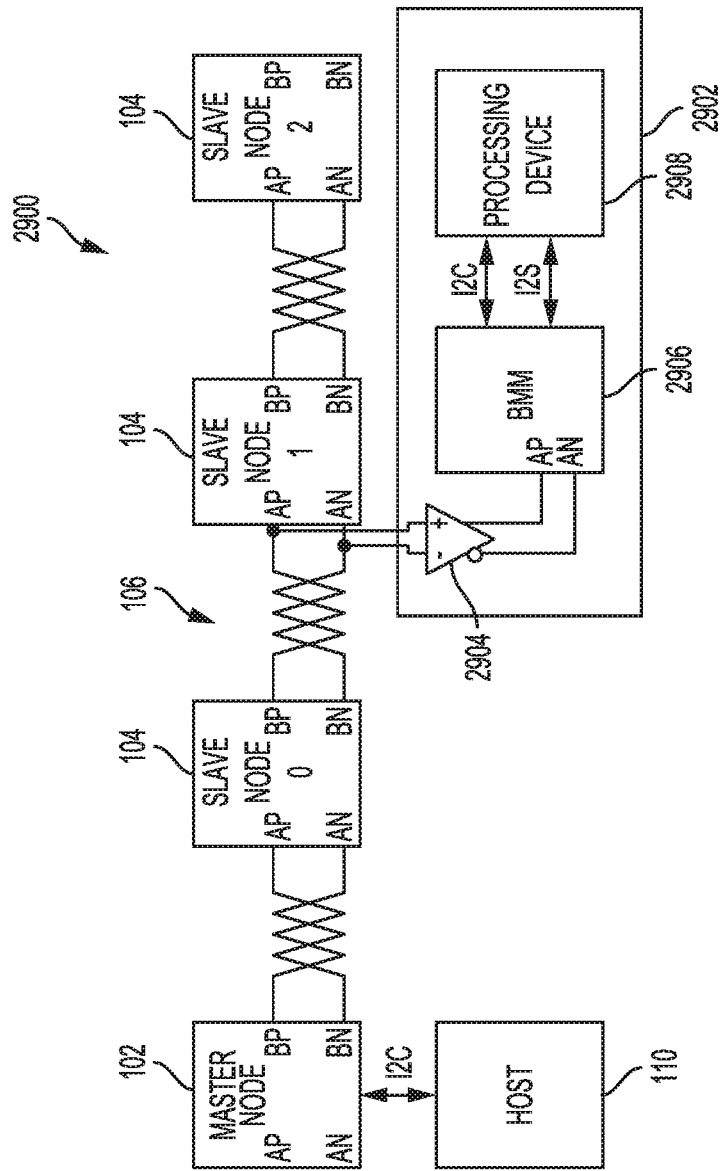 2900
102
MASTER
NODE
AP
BP
AN
BN
104
SLAVE
NODE
0
AP
BP
AN
BN
106
104
SLAVE
NODE
1
AP
BP
AN
BN
104
SLAVE
NODE
2
AP
BP
AN
BN
I2C
HOST
110
+
-
2904
AP
AN
BMM
2906
I2C
I2S
PROCESSING
DEVICE
2908
2902